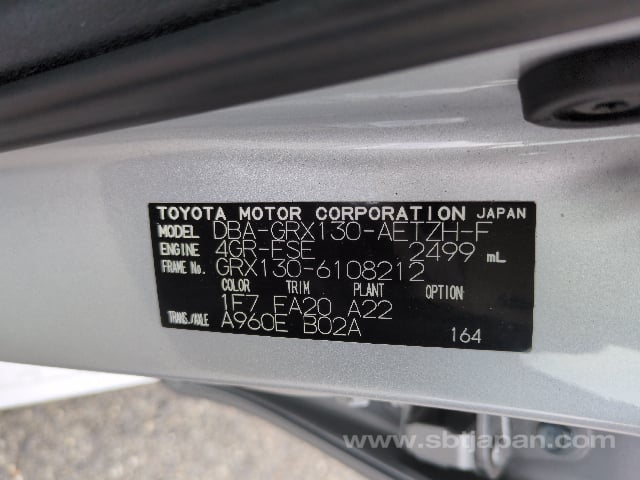 TOYOTA MOTOR CORPORATION JAPAN
MODEL DBA-GRX130-AETZH-F
ENGINE 4GR-FSE 2499 mL
FRAME No. GRX130-6108212
COLOR TRIM PLANT OPTION
1F7 FA20 A22
TRANS./AXLE A960E B02A
164
www.sbtjapan.com